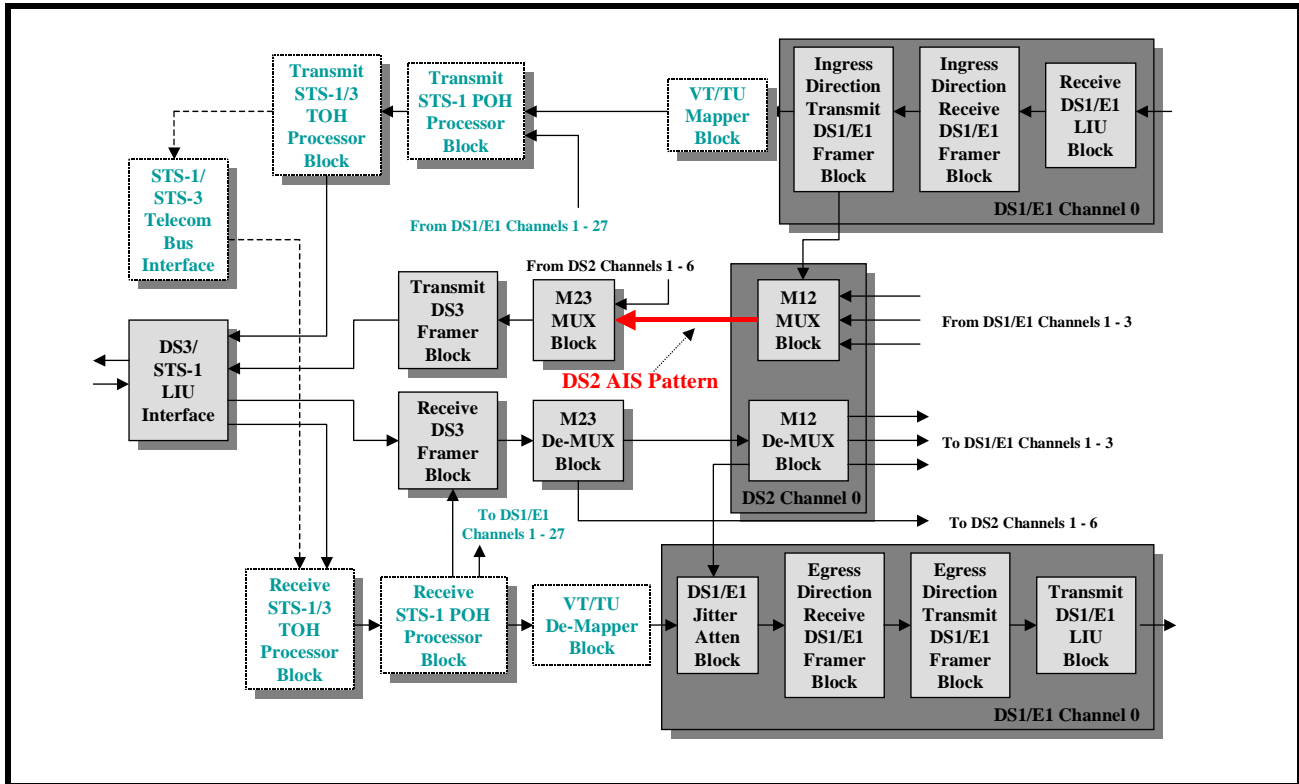 Transmit
STS-1/3
TOH
Processor
Block
Transmit
STS-1 POH
Processor
Block
VT/TU
Mapper
Block
Ingress
Direction
Transmit
DS1/E1
Framer
Block
Ingress
Direction
Receive
DS1/E1
Framer
Block
Receive
DS1/E1
LIU
Block
DS1/E1 Channel 0
STS-1/
STS-3
Telecom
Bus
Interface
From DS1/E1 Channels 1 - 27
From DS2 Channels 1 - 6
Transmit
DS3
Framer
Block
M23
MUX
Block
M12
MUX
Block
From DS1/E1 Channels 1 - 3
DS2 AIS Pattern
DS3/
STS-1
LIU
Interface
Receive
DS3
Framer
Block
M23
De-MUX
Block
M12
De-MUX
Block
To DS1/E1 Channels 1 - 3
DS2 Channel 0
To DS1/E1
Channels 1 - 27
To DS2 Channels 1 - 6
Receive
STS-1/3
TOH
Processor
Block
Receive
STS-1 POH
Processor
Block
VT/TU
De-Mapper
Block
DS1/E1
Jitter
Atten
Block
Egress
Direction
Receive
DS1/E1
Framer
Block
Egress
Direction
Transmit
DS1/E1
Framer
Block
Transmit
DS1/E1
LIU
Block
DS1/E1 Channel 0